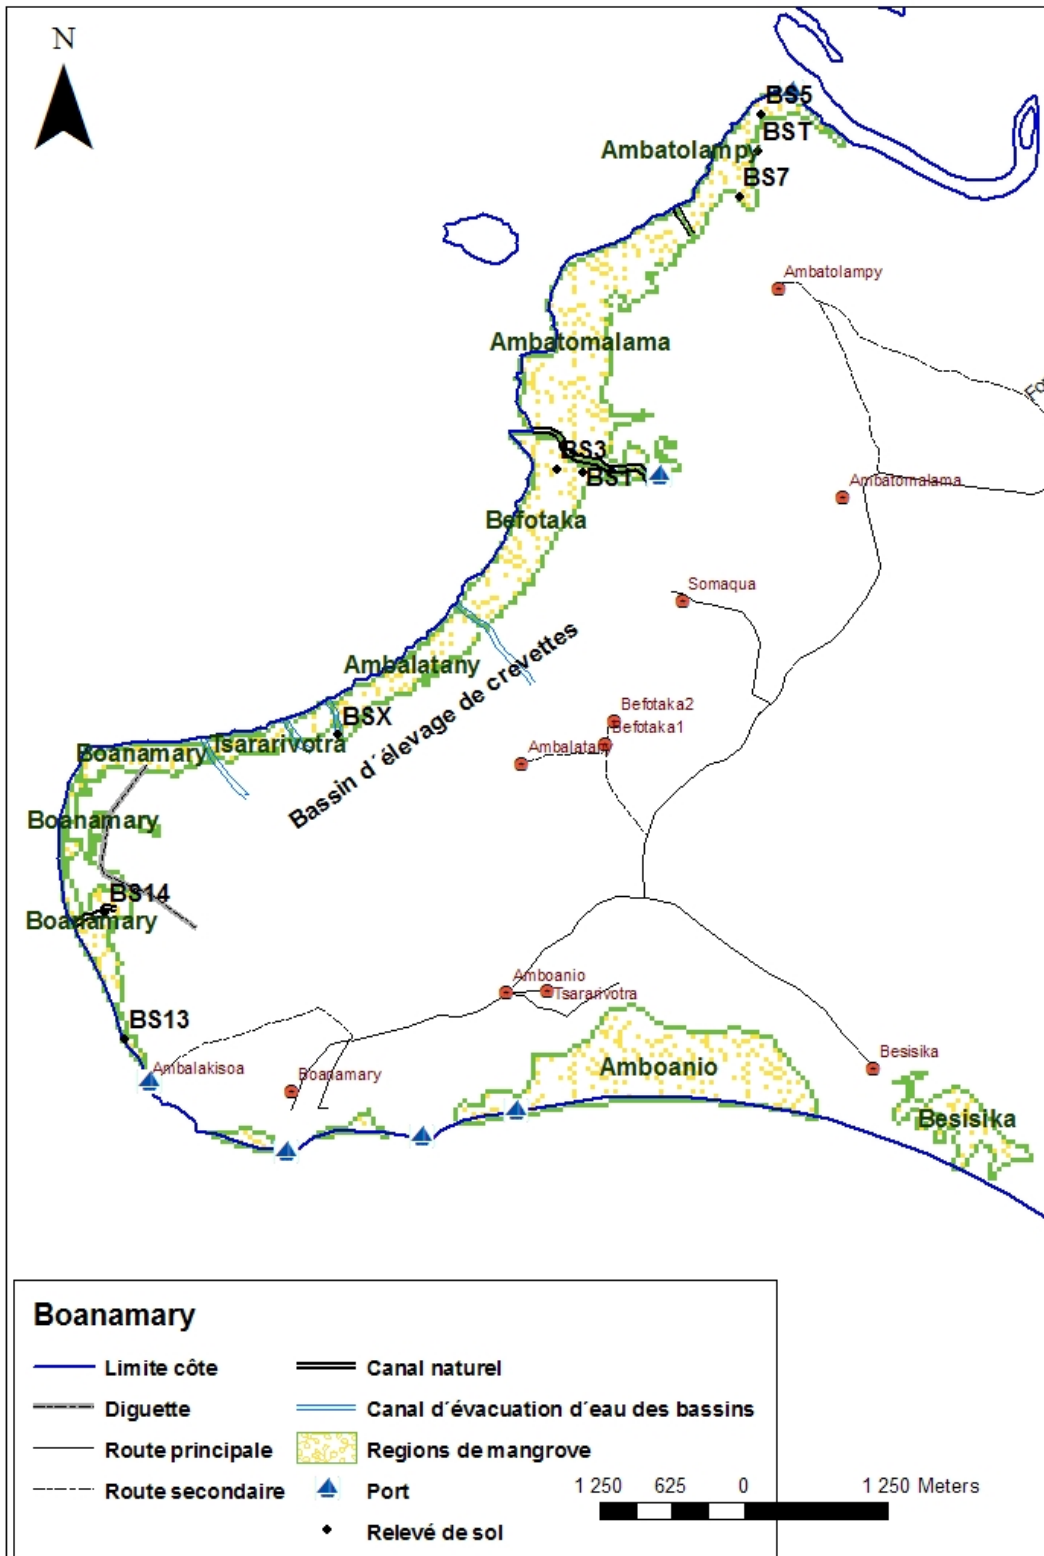 N
BS5
BST
Ambatolampy
BS7
Ambatolampy
Ambatomalama
BS3
BS1
Ambatomalama
Befotaka
Somaqua
Bassin d´élevage de crevettes
Ambalatany
Befotaka2
BSX
Befotaka1
Tsararivotra
Boanamary
Boanamary
BS14
Boanamary
Amboanio
Tsararivotra
BS13
Besisika
Ambalakisoa
Boanamary
Amboanio
Besisika
Boanamary
Limite côte
Canal naturel
Diguette
Canal d´évacuation d´eau des bassins
Route principale
Regions de mangrove
Route secondaire
Port
Relevé de sol
1 250 625 0 1 250 Meters